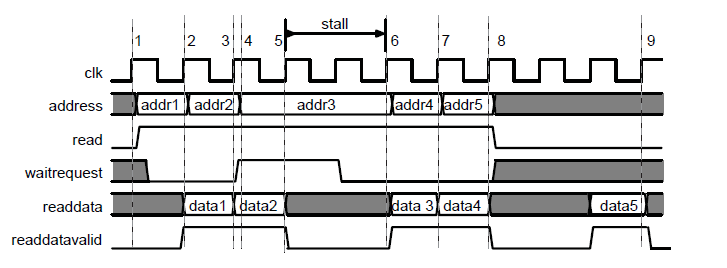 stall
1 2 3 4 5 6 7 8 9
clk
address addr1 addr2 addr3 addr4 addr5
read
waitrequest
readdata data1 data2 data 3 data4 data5
readdatavalid